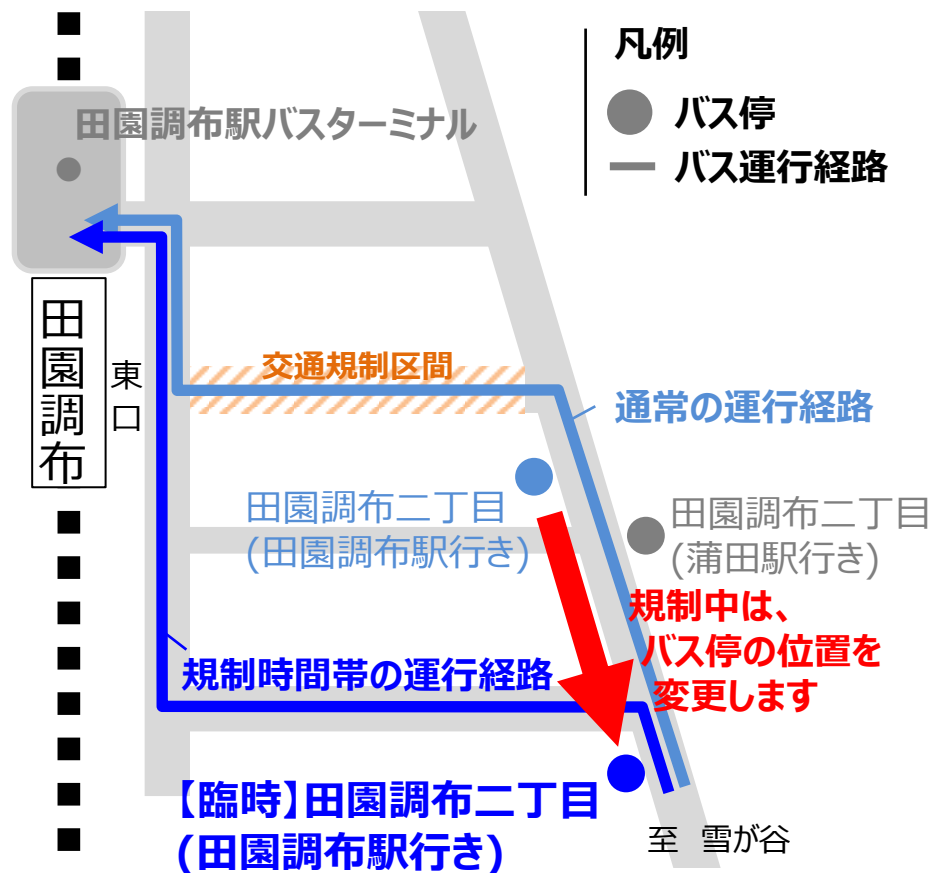 凡例
バス停
バス運行経路
田園調布駅バスターミナル
田園調布
東口
交通規制区間
通常の運行経路
田園調布二丁目
(田園調布駅行き)
田園調布二丁目
(蒲田駅行き)
規制中は、
バス停の位置を
変更します
規制時間帯の運行経路
【臨時】田園調布二丁目
(田園調布駅行き)
至 雪が谷